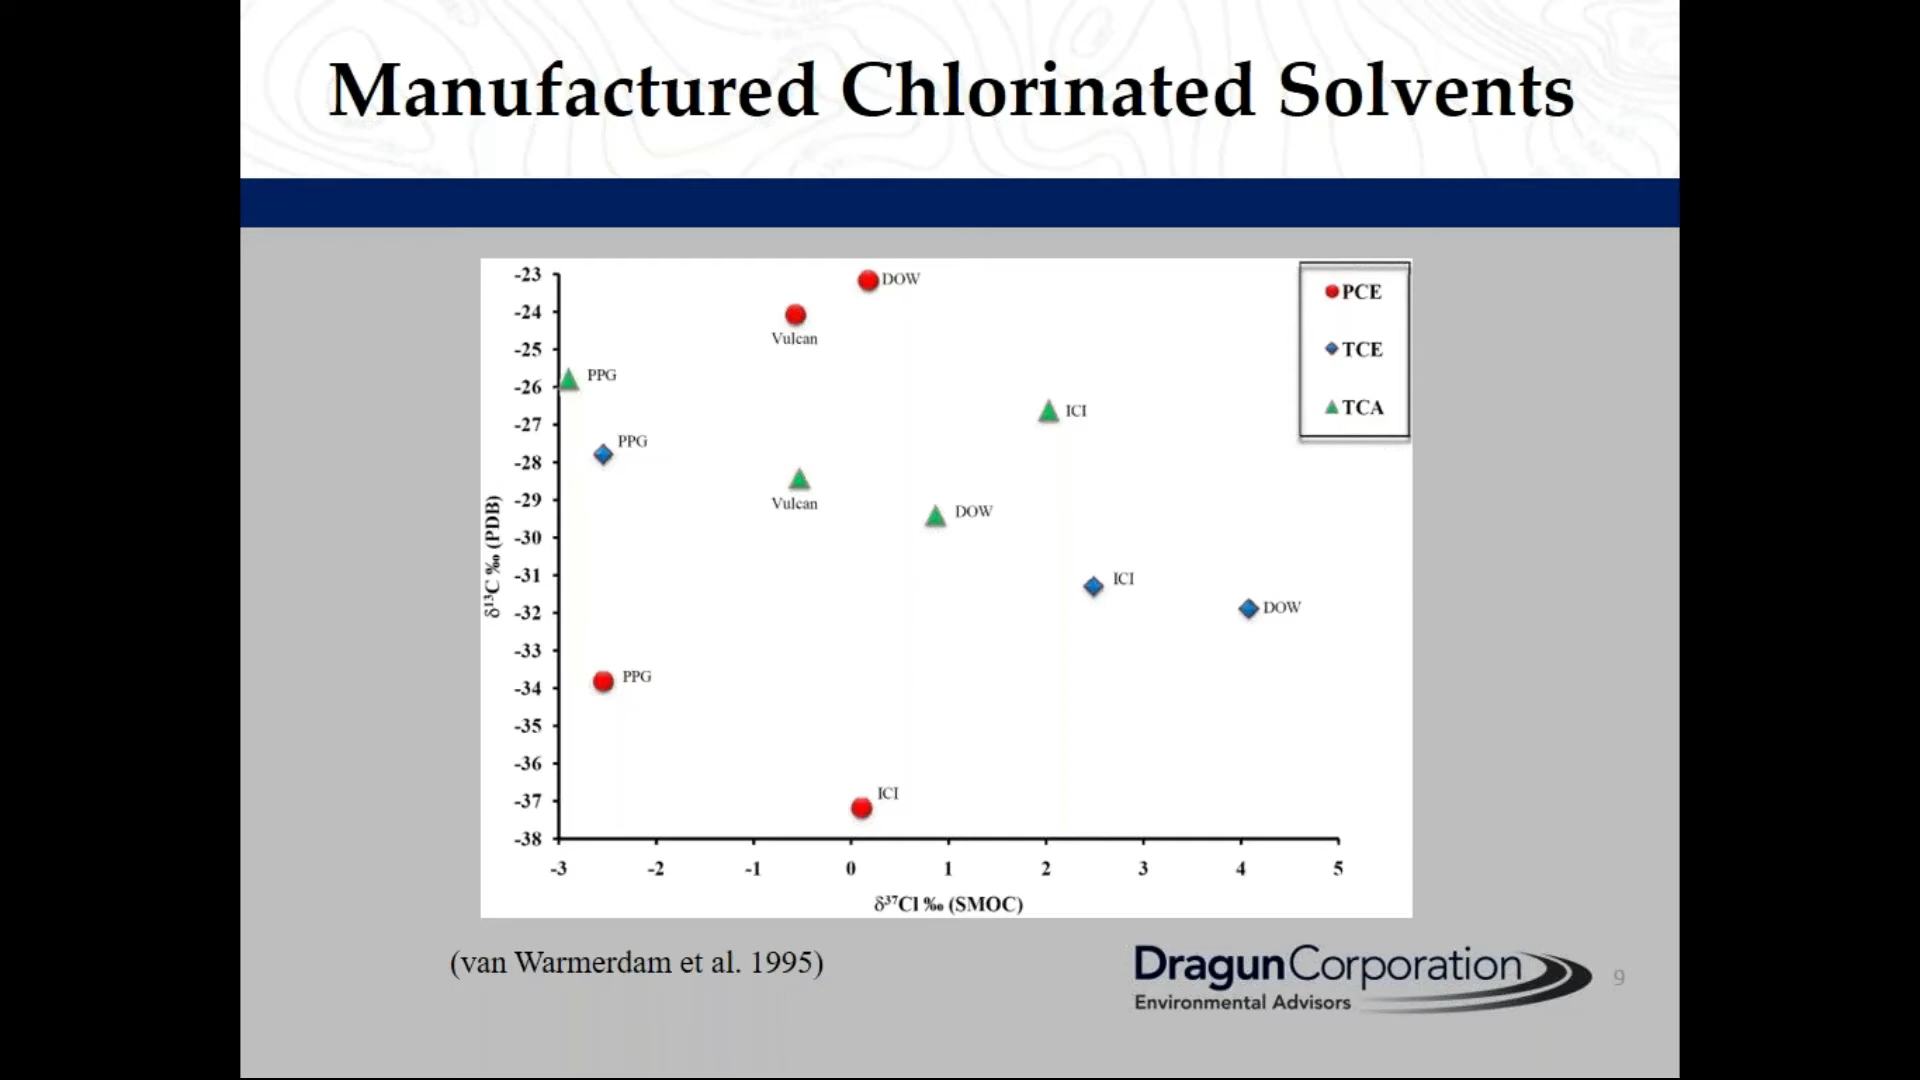 Manufactured Chlorinated Solvents
-23
-24
-25
-26
-27
-28
-29
-30
-31
-32
-33
-34
-35
-36
-37
-38
δ¹³C ‰ (PDB)
DOW
Vulcan
PPG
ICI
PPG
Vulcan
DOW
ICI
DOW
PPG
ICI
PCE
TCE
TCA
-3 -2 -1 0 1 2 3 4 5
δ³⁷Cl ‰ (SMOC)
(van Warmerdam et al. 1995)
DragunCorporation
Environmental Advisors
9